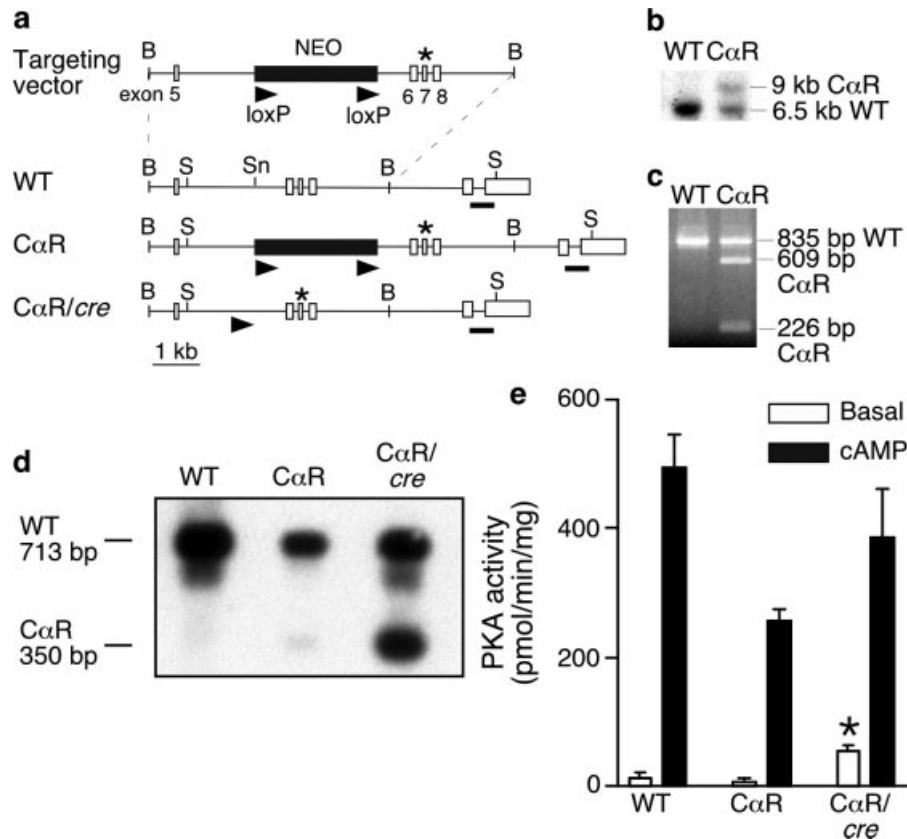 a
Targeting
vector
B
NEO
*
B
exon 5
loxP
loxP
6 7 8
WT
B
S
Sn
B
S
CαR
B
S
*
B
S
CαR/cre
B
S
*
B
S
1 kb
b
WT CαR
9 kb CαR
6.5 kb WT
c
WT CαR
835 bp WT
609 bp
CαR
226 bp
CαR
d
WT
CαR
CαR/
cre
WT
713 bp
CαR
350 bp
e
600
400
200
0
PKA activity
(pmol/min/mg)
Basal
cAMP
*
WT
CαR
CαR/
cre